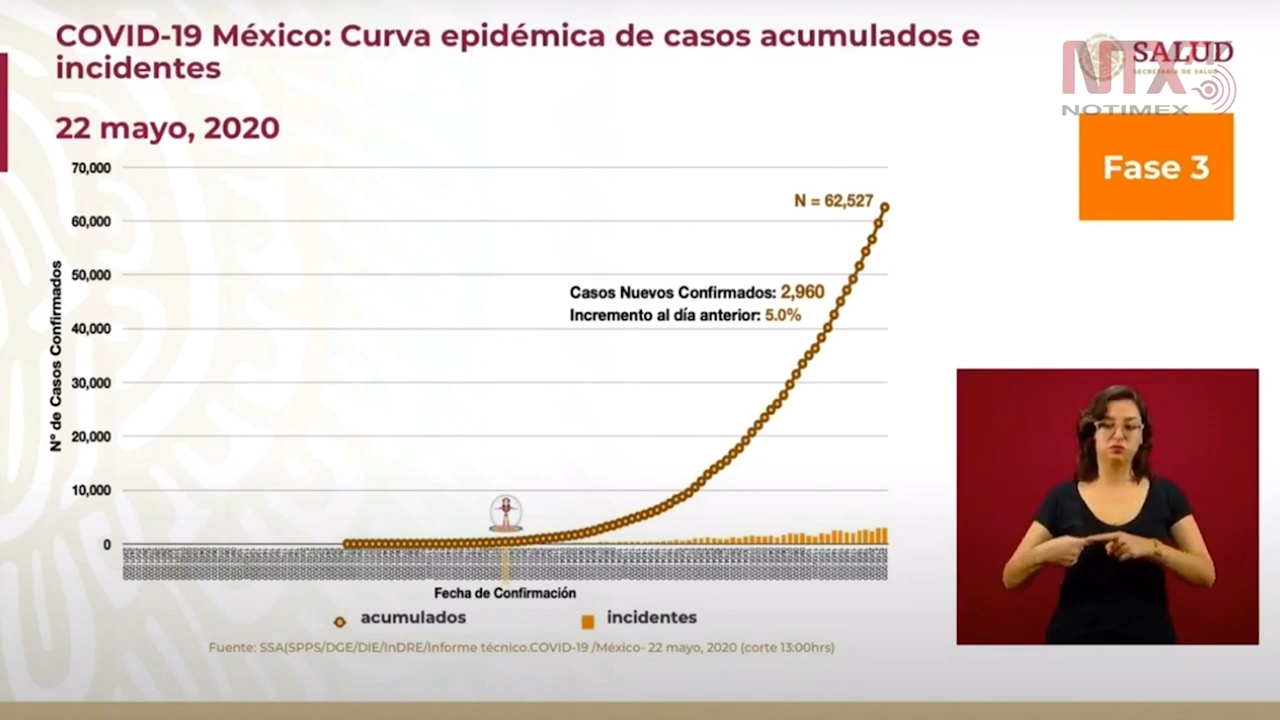 COVID-19 México: Curva epidémica de casos acumulados e
incidentes
22 mayo, 2020
SALUD
SECRETARÍA DE SALUD
NTX
NOTIMEX
Fase 3
70,000
60,000
50,000
40,000
30,000
20,000
10,000
0
N° de Casos Confirmados
N = 62,527
Casos Nuevos Confirmados: 2,960
Incremento al día anterior: 5.0%
Fecha de Confirmación
acumulados
incidentes
Fuente: SSA(SPPS/DGE/DIE/InDRE/Informe técnico.COVID-19 /México- 22 mayo, 2020 (corte 13:00hrs)